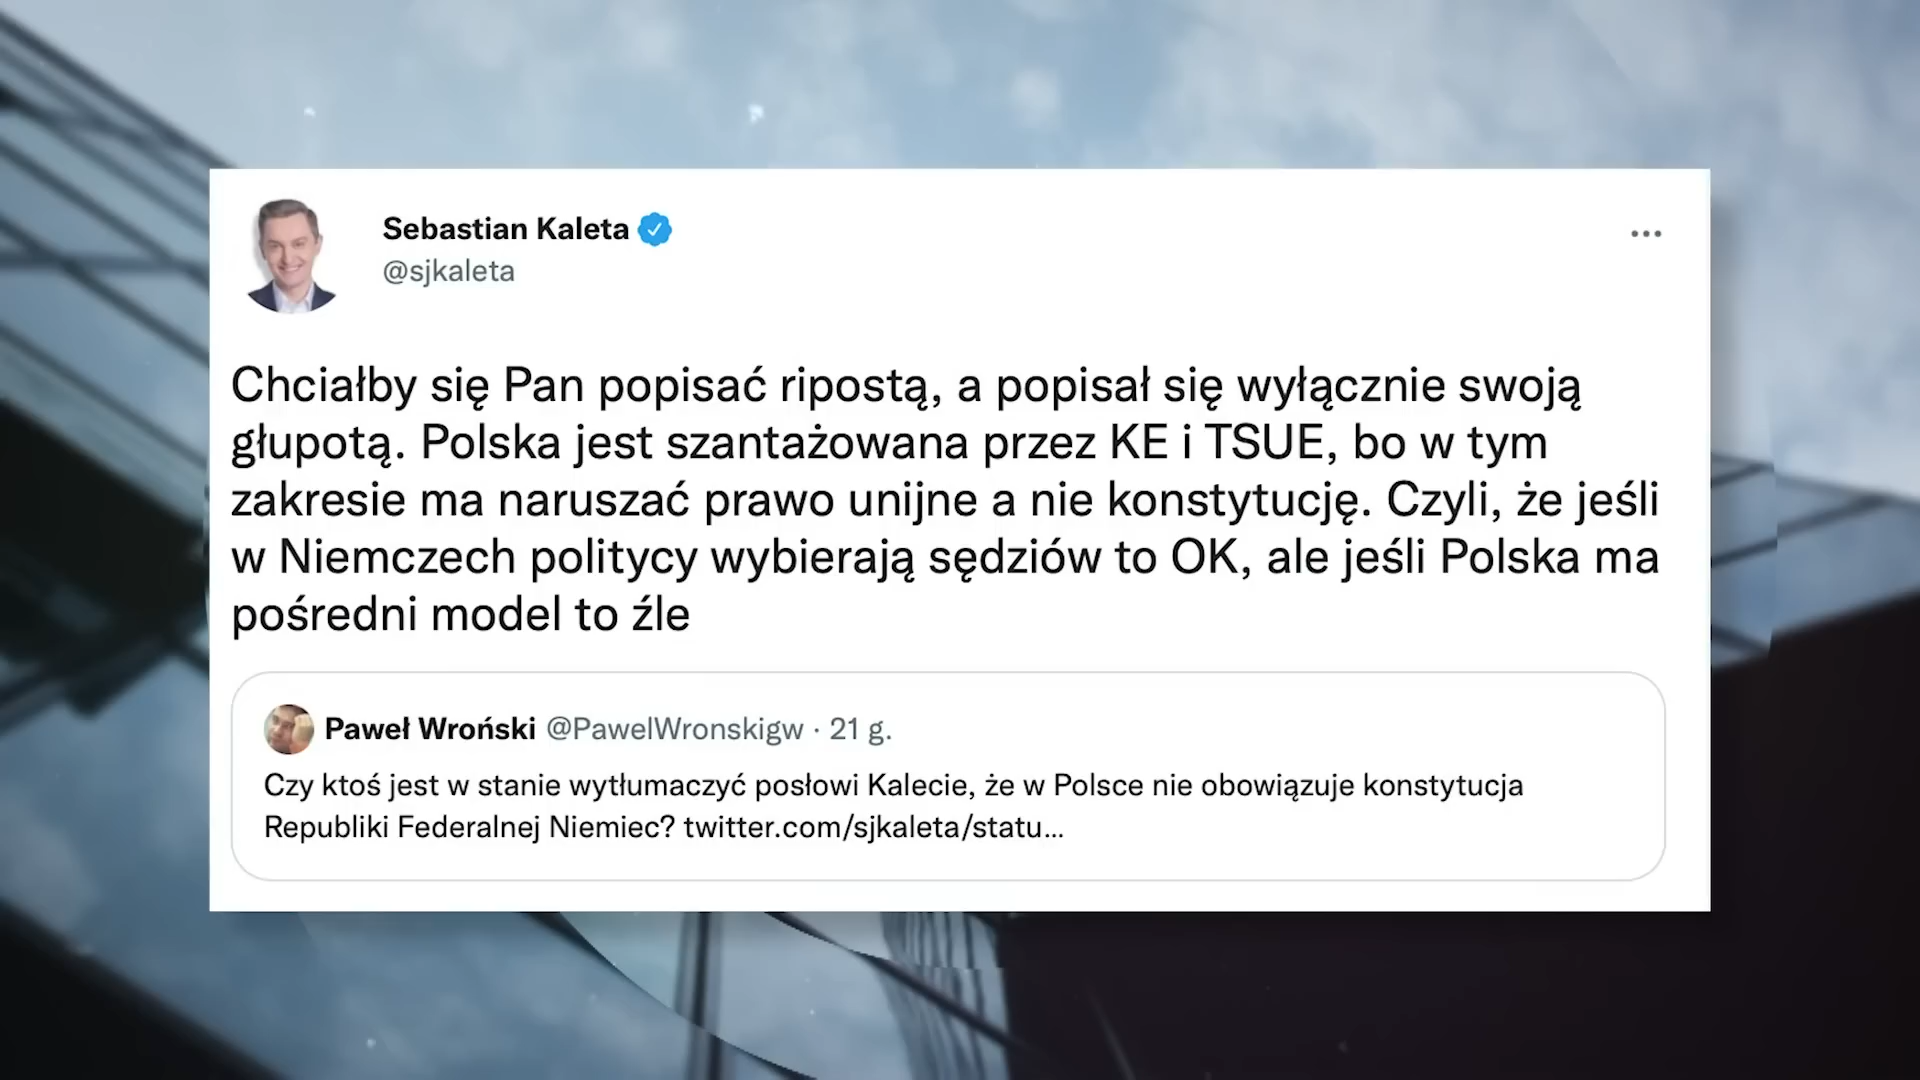 Sebastian Kaleta
@sjkaleta
Chciałby się Pan popisać ripostą, a popisał się wyłącznie swoją
głupotą. Polska jest szantażowana przez KE i TSUE, bo w tym
zakresie ma naruszać prawo unijne a nie konstytucję. Czyli, że jeśli
w Niemczech politycy wybierają sędziów to OK, ale jeśli Polska ma
pośredni model to źle
Paweł Wroński @PawelWronskigw · 21 g.
Czy ktoś jest w stanie wytłumaczyć posłowi Kalecie, że w Polsce nie obowiązuje konstytucja
Republiki Federalnej Niemiec? twitter.com/sjkaleta/statu...